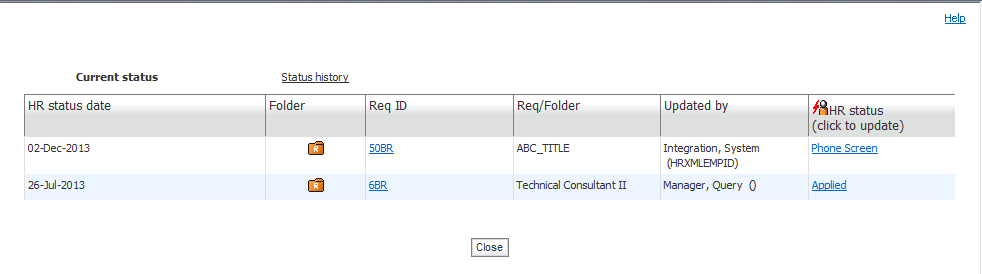 Help
Current status Status history
HR status date Folder Req ID Req/Folder Updated by HR status
(click to update)
02-Dec-2013 R 50BR ABC_TITLE Integration, System Phone Screen
(HRXMLEMPID)
26-Jul-2013 R 6BR Technical Consultant II Manager, Query () Applied
Close